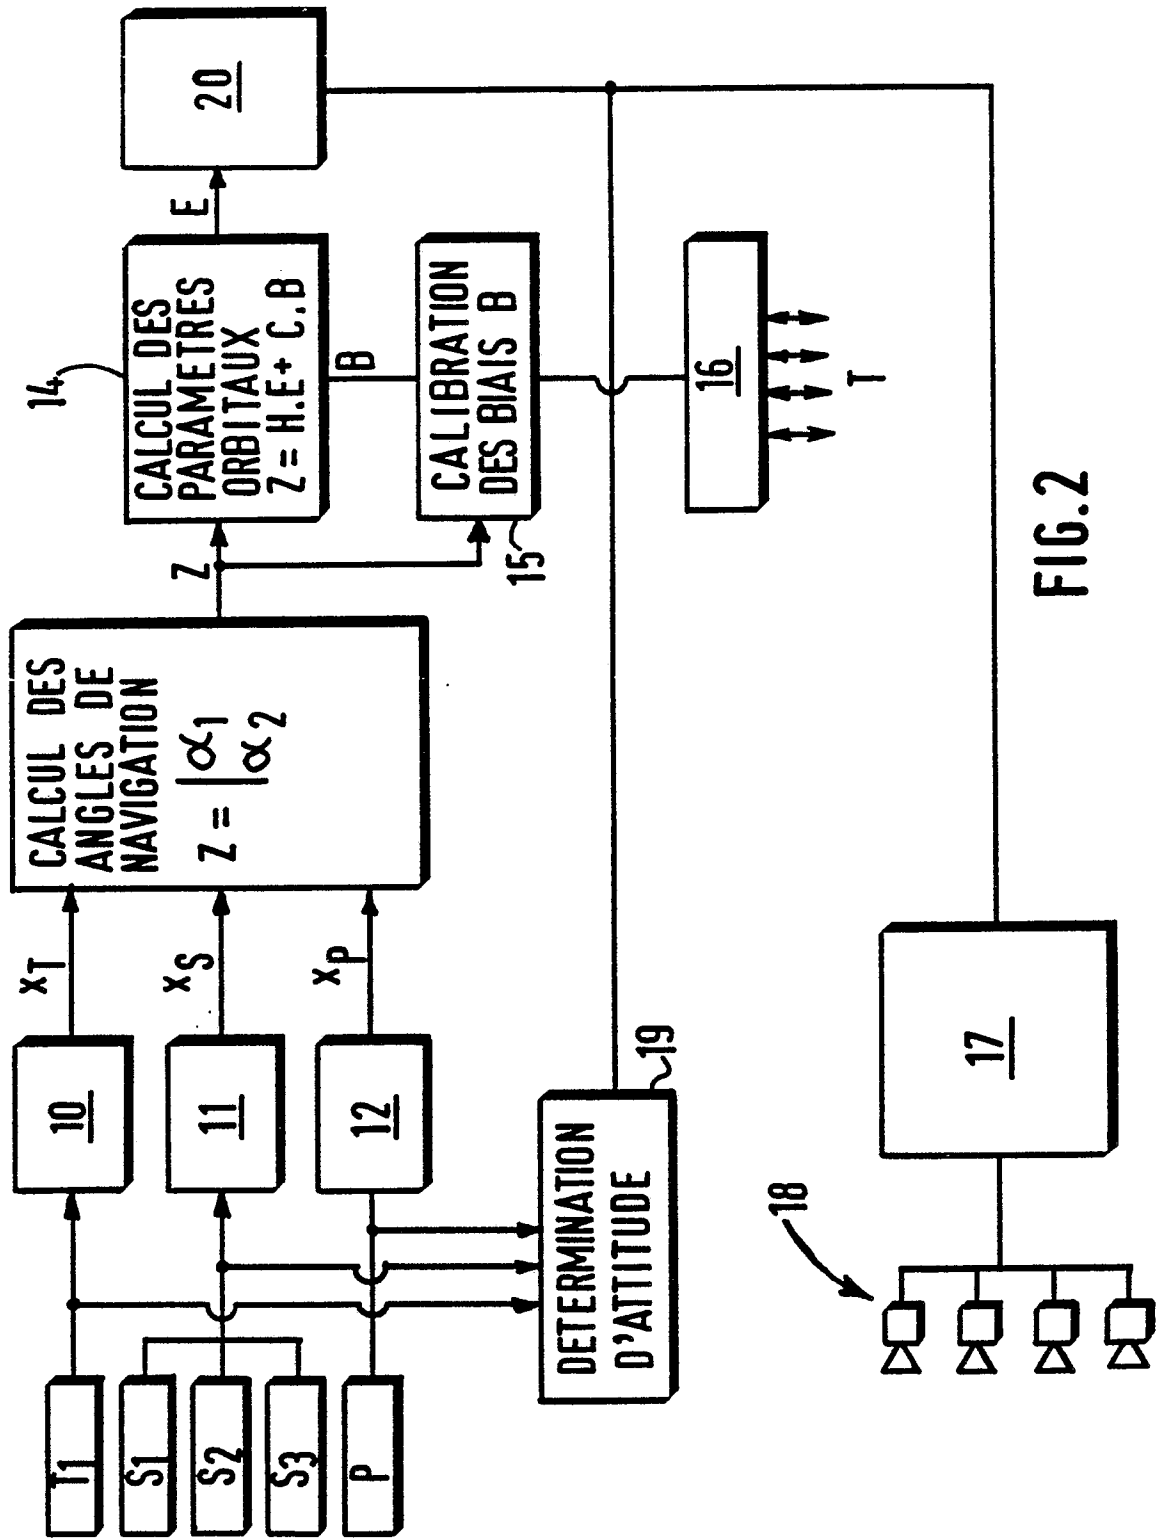 T1
S1
S2
S3
P
10
11
12
XT
XS
XP
CALCUL DES
ANGLES DE
NAVIGATION
Z = |α1
α2
Z
14
CALCUL DES
PARAMETRES
ORBITAUX
Z = H.E+ C.B
E
20
B
15
CALIBRATION
DES BIAIS B
16
T
DETERMINATION
D'ATTITUDE
19
17
18
FIG.2